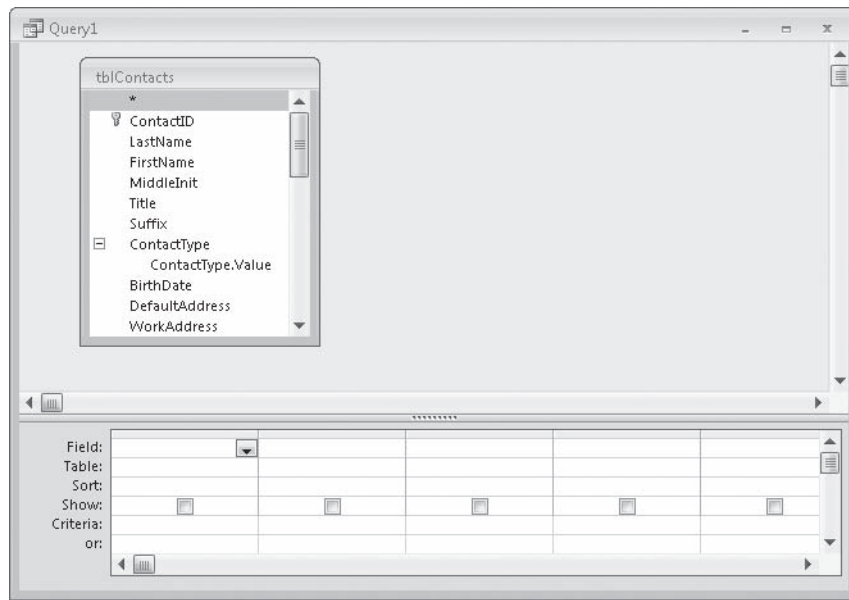 Query1
tblContacts
*
ContactID
LastName
FirstName
MiddleInit
Title
Suffix
ContactType
ContactType.Value
BirthDate
DefaultAddress
WorkAddress
Field:
Table:
Sort:
Show:
Criteria:
or: